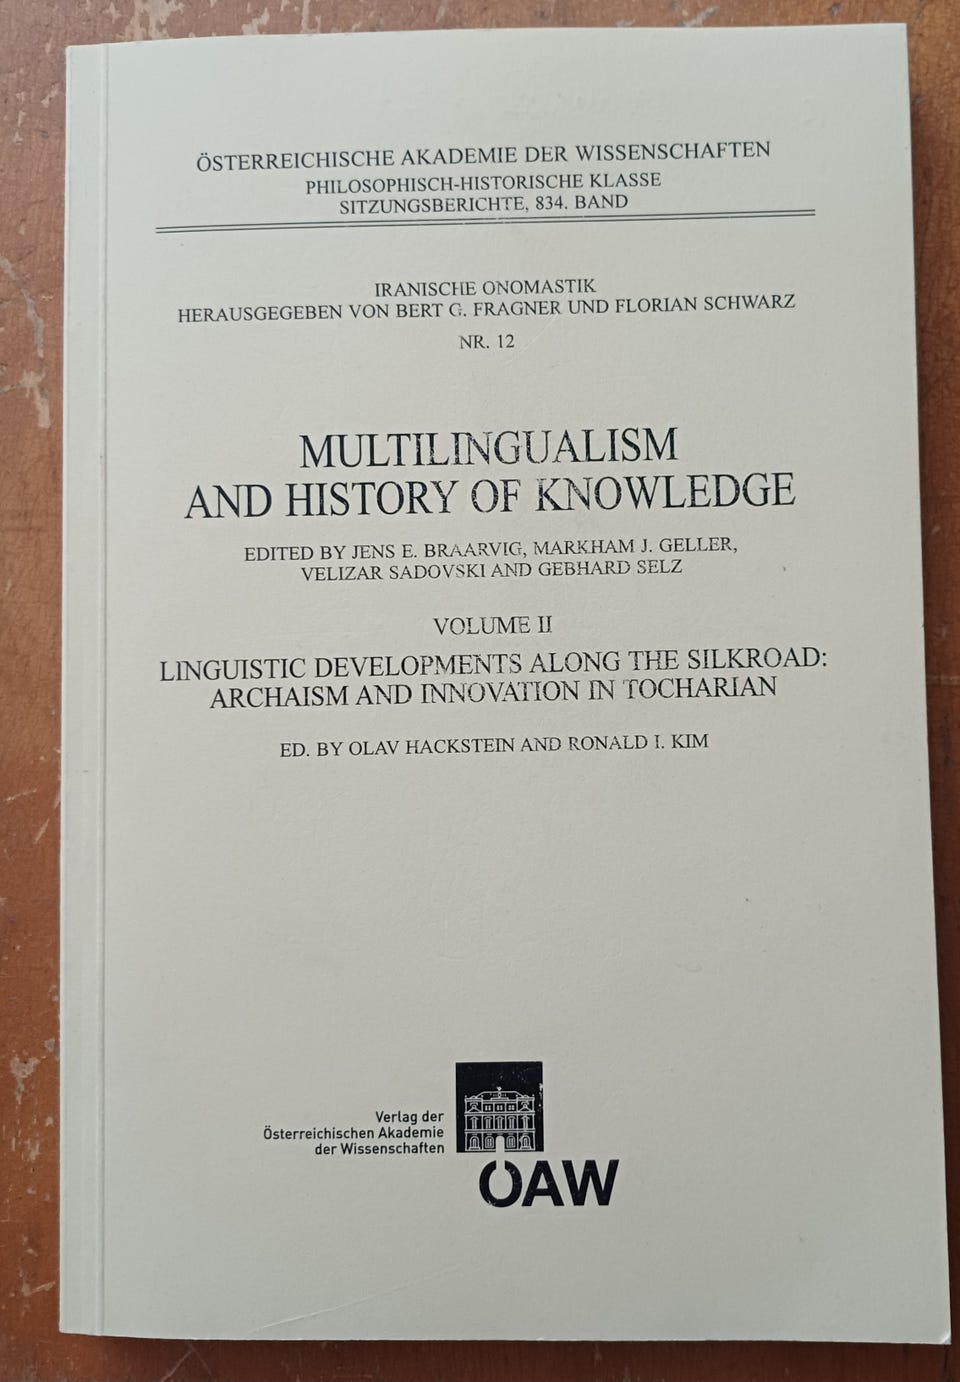 ÖSTERREICHISCHE AKADEMIE DER WISSENSCHAFTEN
PHILOSOPHISCH-HISTORISCHE KLASSE
SITZUNGSBERICHTE, 834. BAND
IRANISCHE ONOMASTIK
HERAUSGEGEBEN VON BERT G. FRAGNER UND FLORIAN SCHWARZ
NR. 12
MULTILINGUALISM
AND HISTORY OF KNOWLEDGE
EDITED BY JENS E. BRAARVIG, MARKHAM J. GELLER,
VELIZAR SADOVSKI AND GEBHARD SELZ
VOLUME II
LINGUISTIC DEVELOPMENTS ALONG THE SILKROAD:
ARCHAISM AND INNOVATION IN TOCHARIAN
ED. BY OLAV HACKSTEIN AND RONALD I. KIM
Verlag der
Österreichischen Akademie
der Wissenschaften
ÖAW